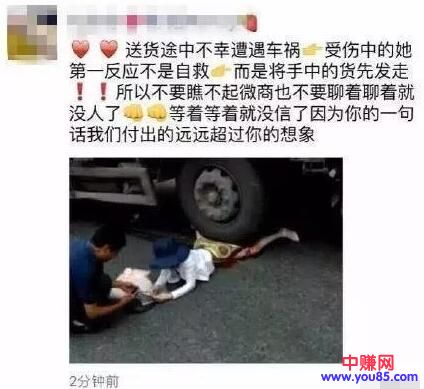 送货途中不幸遭遇车祸👉受伤中的她
第一反应不是自救👉而是将手中的货先发走
❗❗所以不要瞧不起微商也不要聊着聊着就
没人了👊👊等着等着就没信了因为你的一句
话我们付出的远远超过你的想象
2分钟前
中赚网
www.you85.com